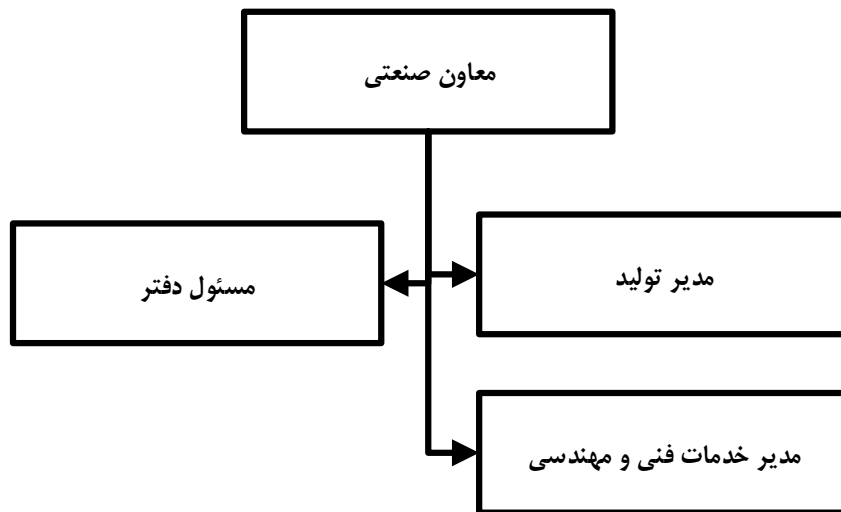 معاون صنعتی
مدیر تولید
مسئول دفتر
مدیر خدمات فنی و مهندسی